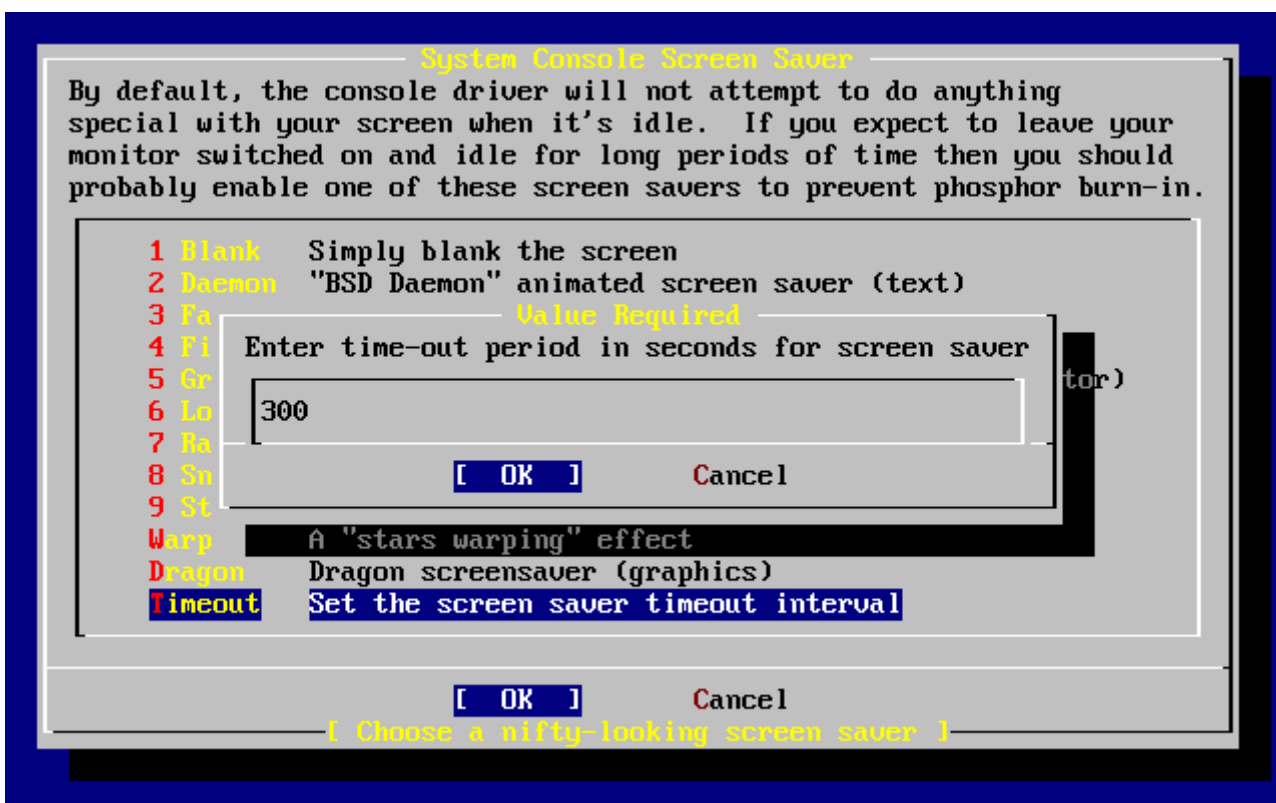 System Console Screen Saver
By default, the console driver will not attempt to do anything
special with your screen when it's idle.  If you expect to leave your
monitor switched on and idle for long periods of time then you should
probably enable one of these screen savers to prevent phosphor burn-in.
1 Blank Simply blank the screen
2 Daemon "BSD Daemon" animated screen saver (text)
3 Fa
Value Required
4 Fi
Enter time-out period in seconds for screen saver
5 Gr tor)
6 Lo
300
7 Ra
8 Sn
[ OK ] Cancel
9 St
Warp A "stars warping" effect
Dragon Dragon screensaver (graphics)
Timeout Set the screen saver timeout interval
[ OK ] Cancel
[ Choose a nifty-looking screen saver ]